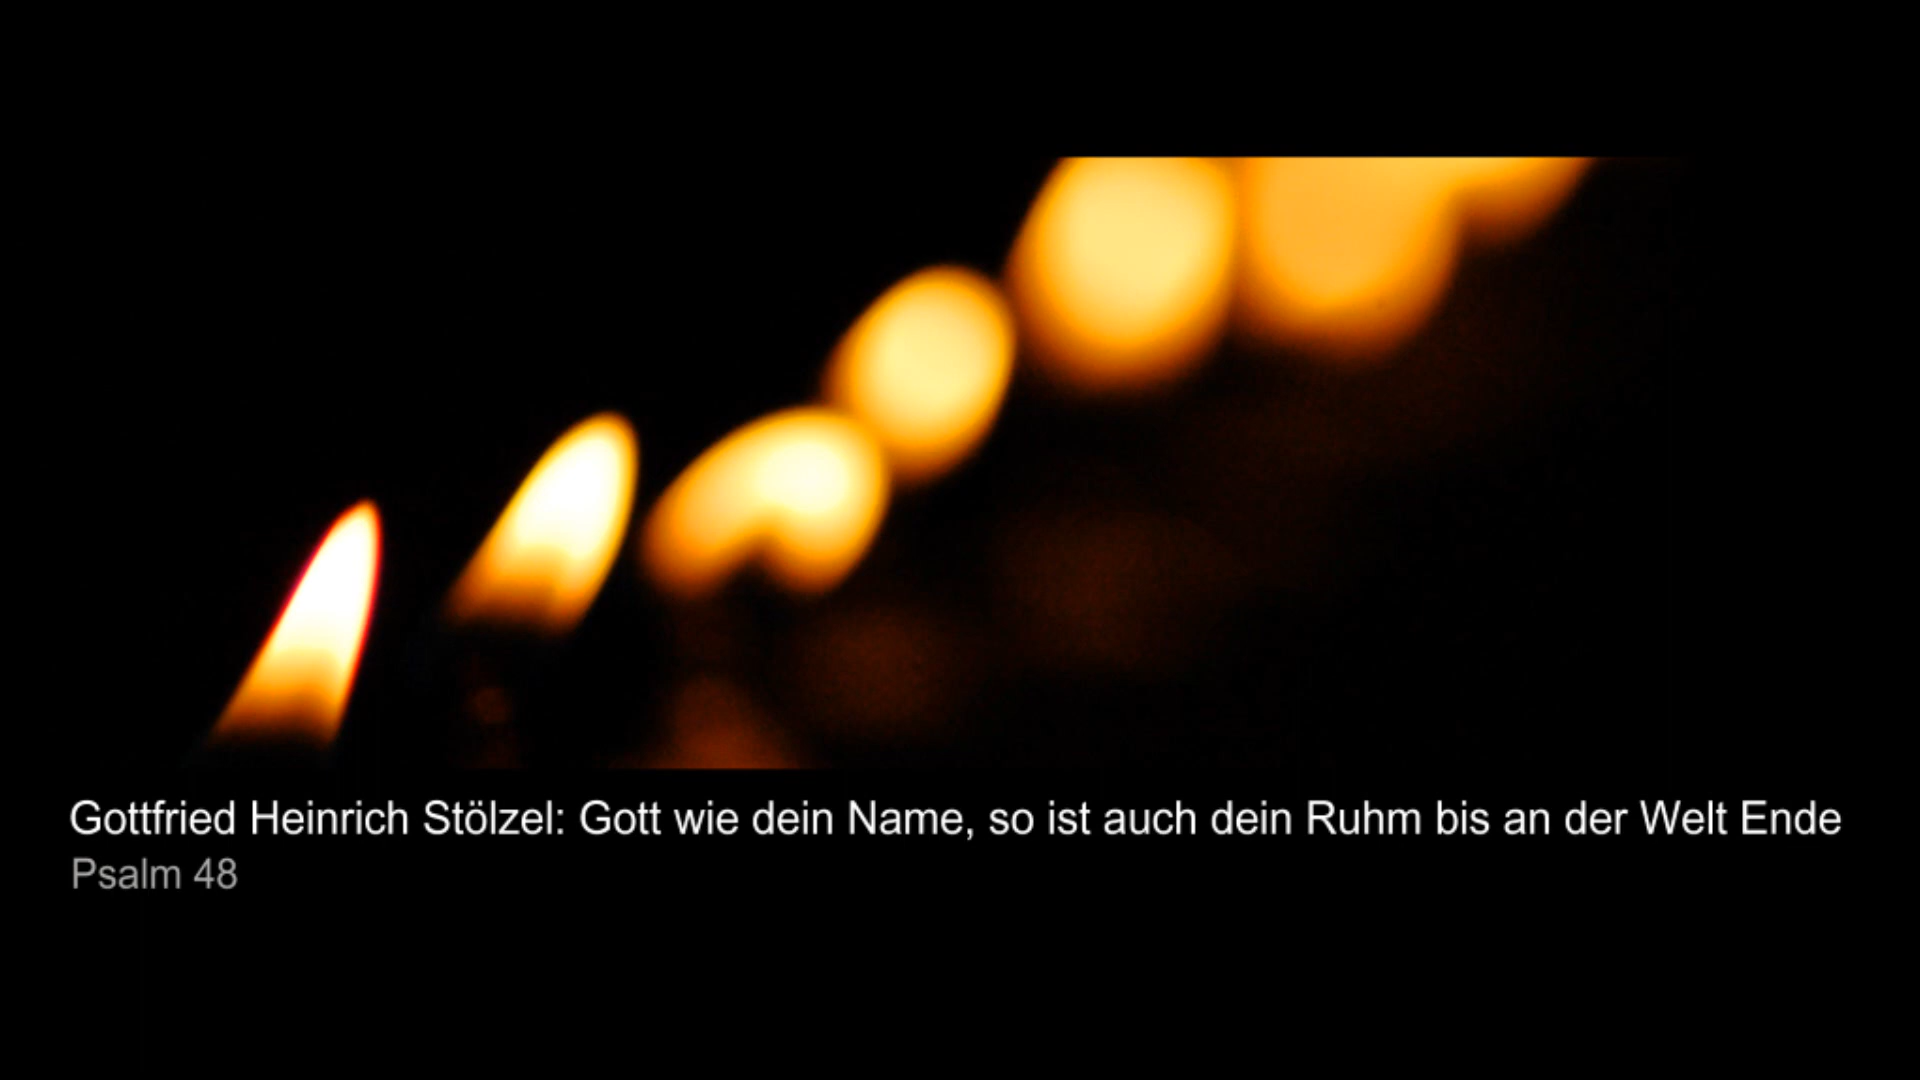 Gottfried Heinrich Stölzel: Gott wie dein Name, so ist auch dein Ruhm bis an der Welt Ende
Psalm 48